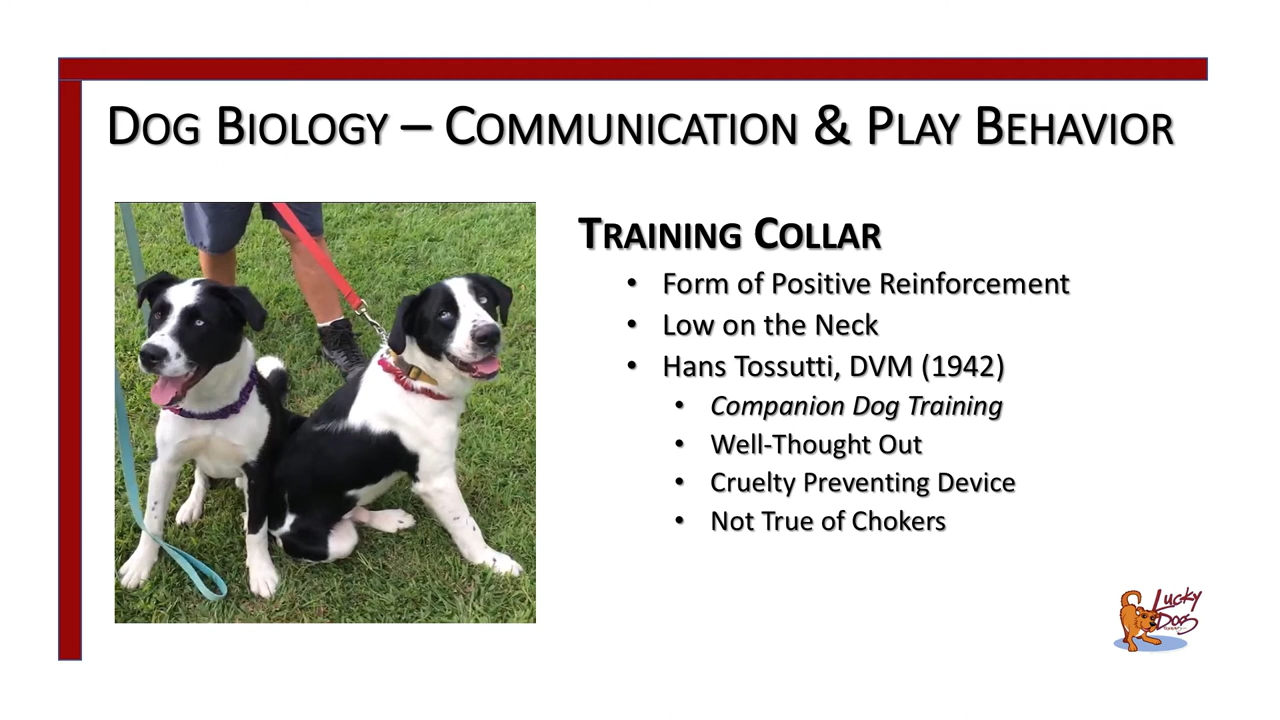 DOG BIOLOGY – COMMUNICATION & PLAY BEHAVIOR
TRAINING COLLAR
• Form of Positive Reinforcement
• Low on the Neck
• Hans Tossutti, DVM (1942)
• Companion Dog Training
• Well-Thought Out
• Cruelty Preventing Device
• Not True of Chokers
Lucky
Dog